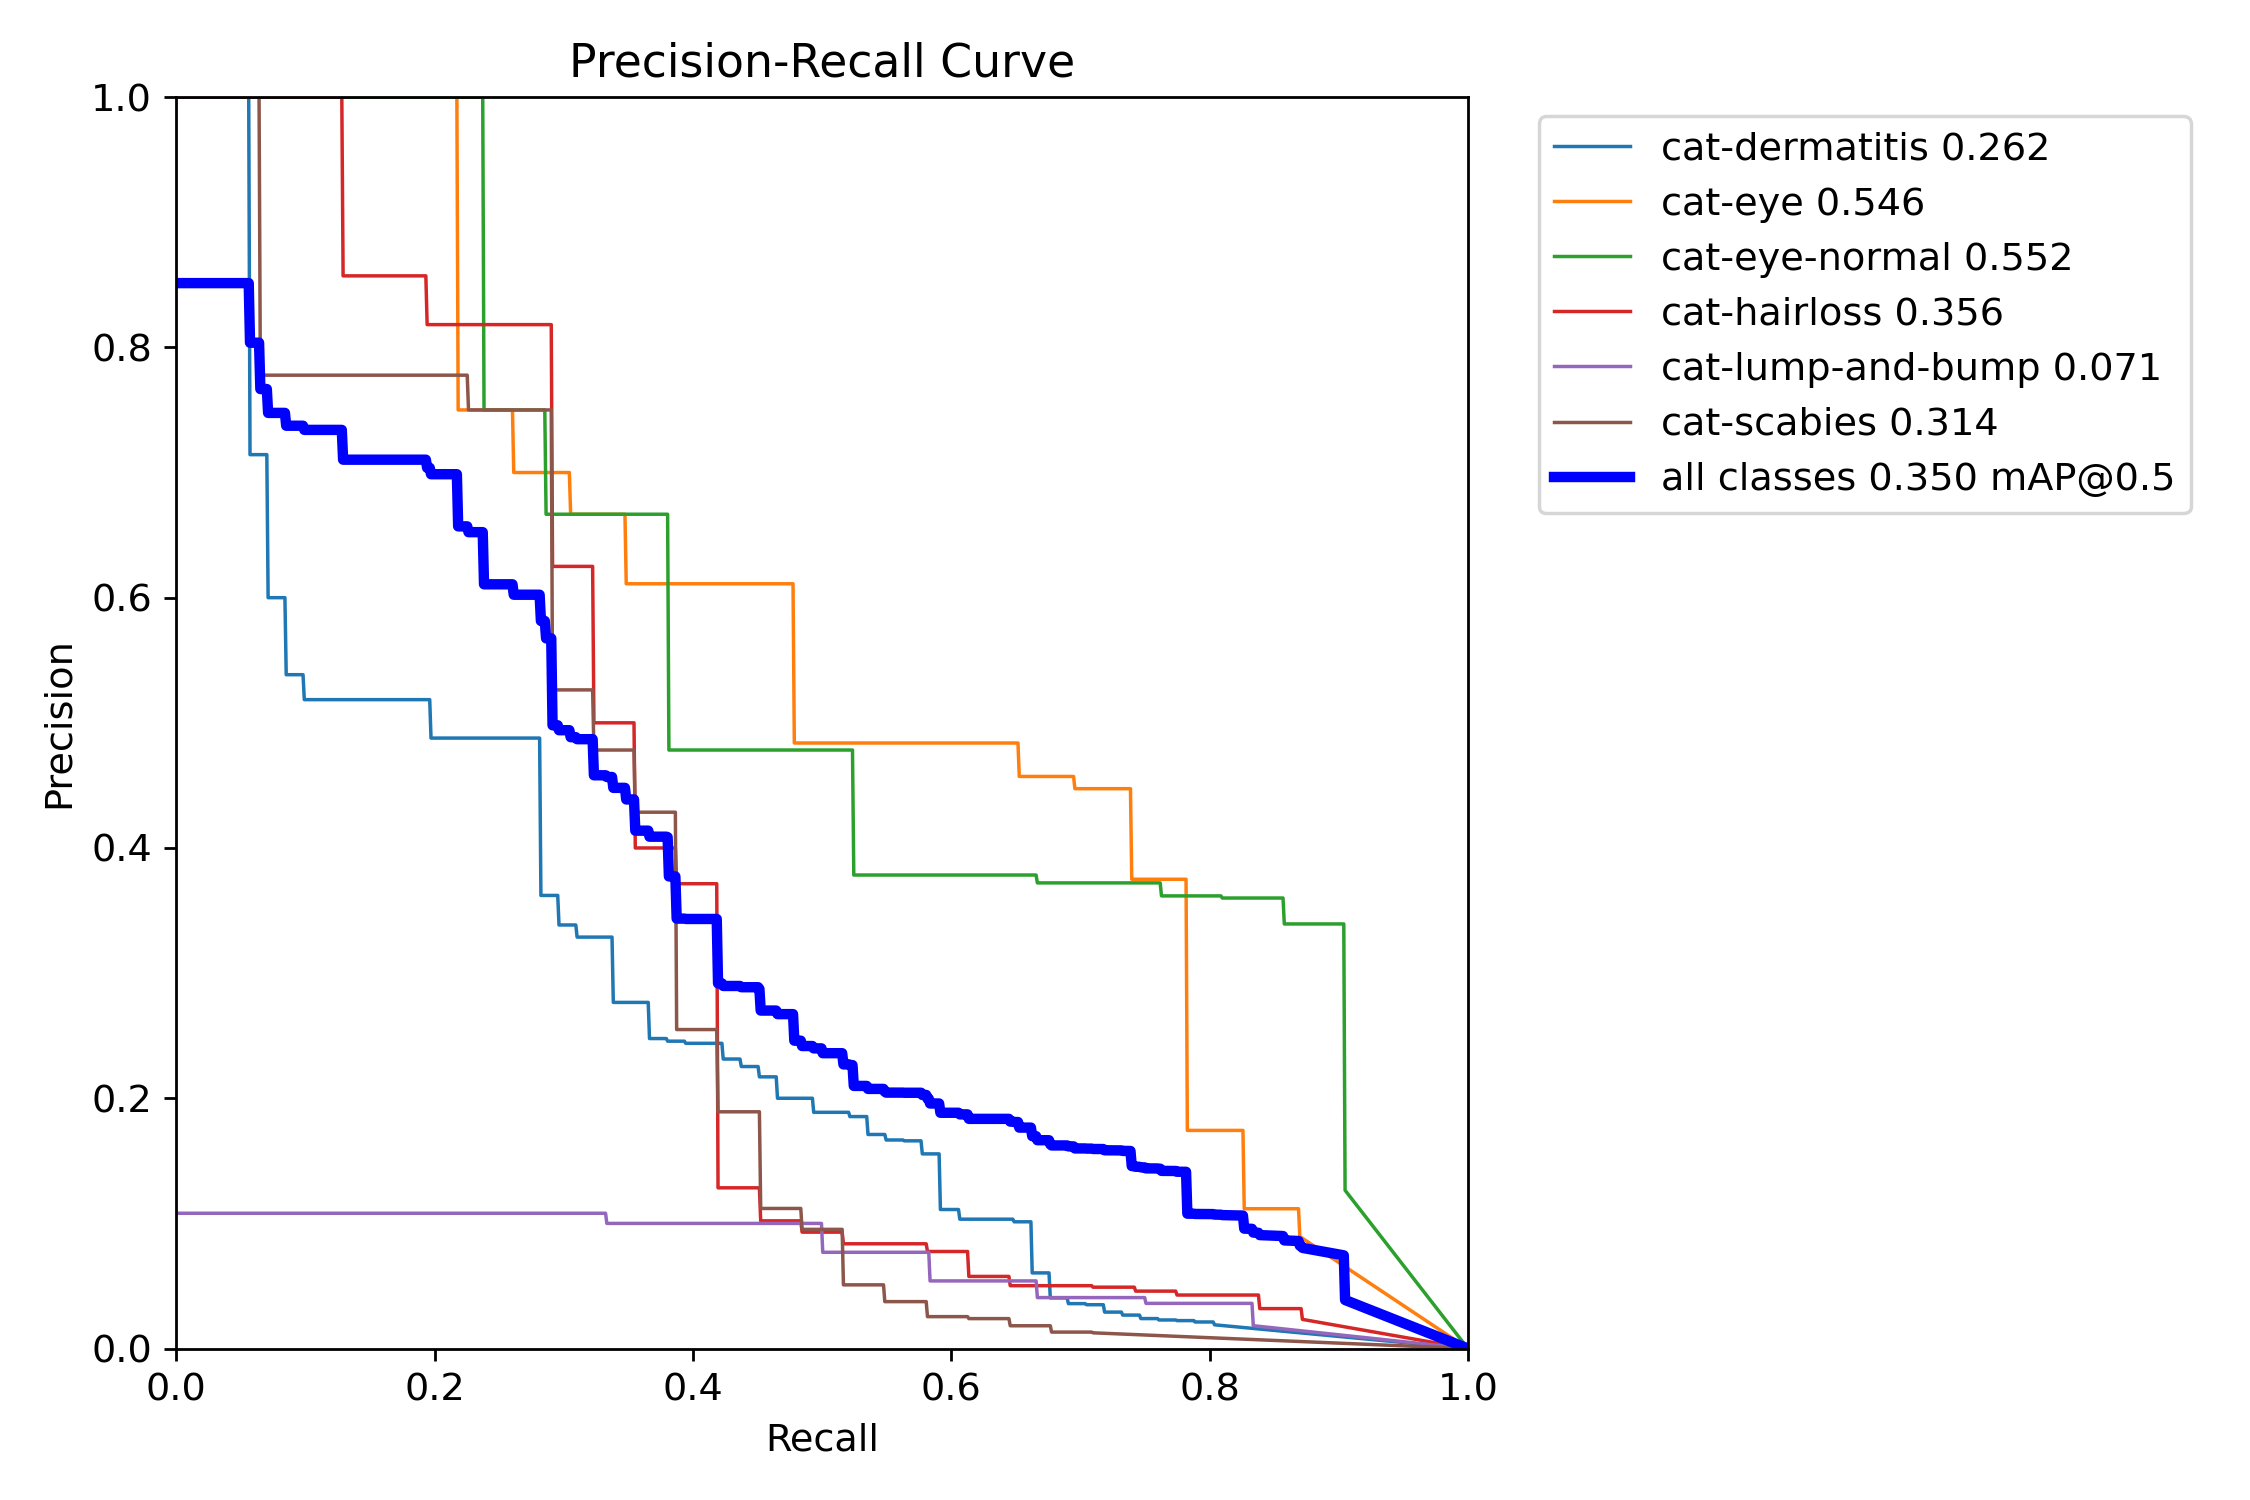 Precision-Recall Curve
1.0
0.8
0.6
0.4
0.2
0.0
Precision
0.0 0.2 0.4 0.6 0.8 1.0
Recall
cat-dermatitis 0.262
cat-eye 0.546
cat-eye-normal 0.552
cat-hairloss 0.356
cat-lump-and-bump 0.071
cat-scabies 0.314
all classes 0.350 mAP@0.5